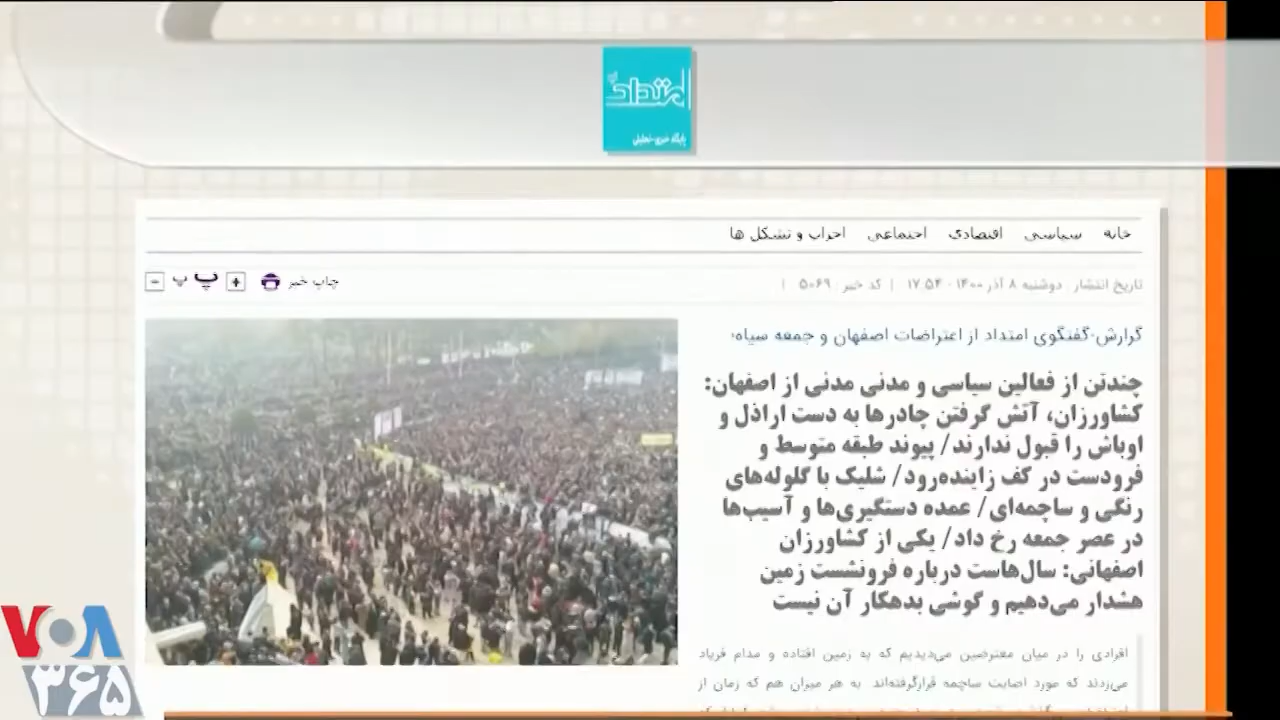 امتداد
پایگاه خبری-تحلیلی
خانه سیاسی اقتصادی اجتماعی احزاب و تشکل ها
تاریخ انتشار : دوشنبه ۸ آذر ۱۴۰۰ - ۱۷:۵۴ | کد خبر : ۵۰۶۹ |
چاپ خبر + پ پ -
گزارش-گفتگوی امتداد از اعتراضات اصفهان و جمعه سیاه؛
چندتن از فعالین سیاسی و مدنی مدنی از اصفهان:
کشاورزان، آتش گرفتن چادرها به دست اراذل و
اوباش را قبول ندارند/ پیوند طبقه متوسط و
فرودست در کف زاینده‌رود/ شلیک با گلوله‌های
رنگی و ساچمه‌ای/ عمده دستگیری‌ها و آسیب‌ها
در عصر جمعه رخ داد/ یکی از کشاورزان
اصفهانی: سال‌هاست درباره فرونشست زمین
هشدار می‌دهیم و گوشی بدهکار آن نیست
افرادی را در میان معترضین می‌دیدیم که به زمین افتاده و مدام فریاد
می‌زدند که مورد اصابت ساچمه قرارگرفته‌اند به هر میزان هم که زمان از
VOA
۳۶۵